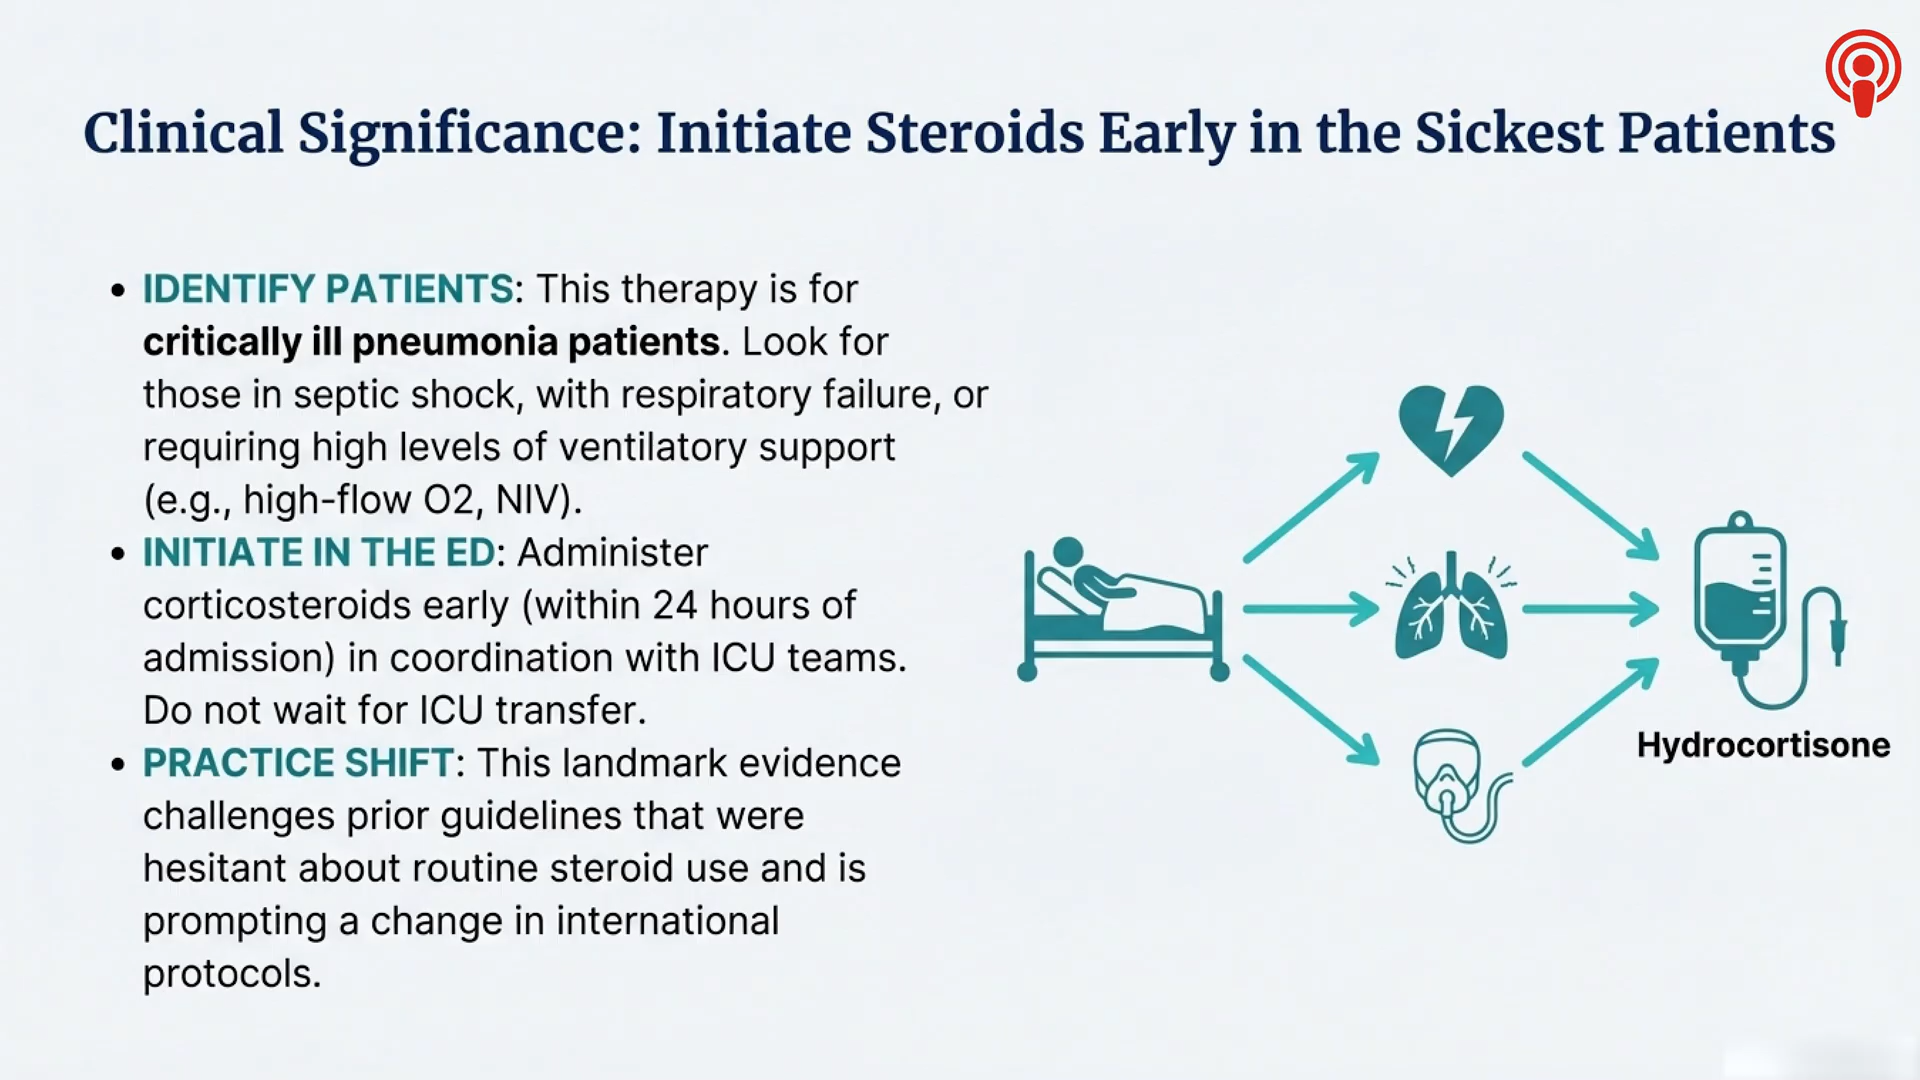 Clinical Significance: Initiate Steroids Early in the Sickest Patients
• IDENTIFY PATIENTS: This therapy is for
critically ill pneumonia patients. Look for
those in septic shock, with respiratory failure, or
requiring high levels of ventilatory support
(e.g., high-flow O2, NIV).
• INITIATE IN THE ED: Administer
corticosteroids early (within 24 hours of
admission) in coordination with ICU teams.
Do not wait for ICU transfer.
• PRACTICE SHIFT: This landmark evidence
challenges prior guidelines that were
hesitant about routine steroid use and is
prompting a change in international
protocols.
Hydrocortisone